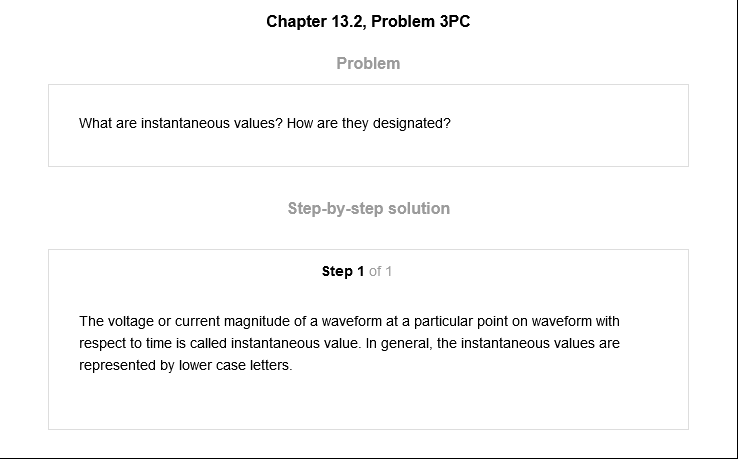 Chapter 13.2, Problem 3PC
Problem
What are instantaneous values? How are they designated?
Step-by-step solution
Step 1 of 1
The voltage or current magnitude of a waveform at a particular point on waveform with
respect to time is called instantaneous value. In general, the instantaneous values are
represented by lower case letters.